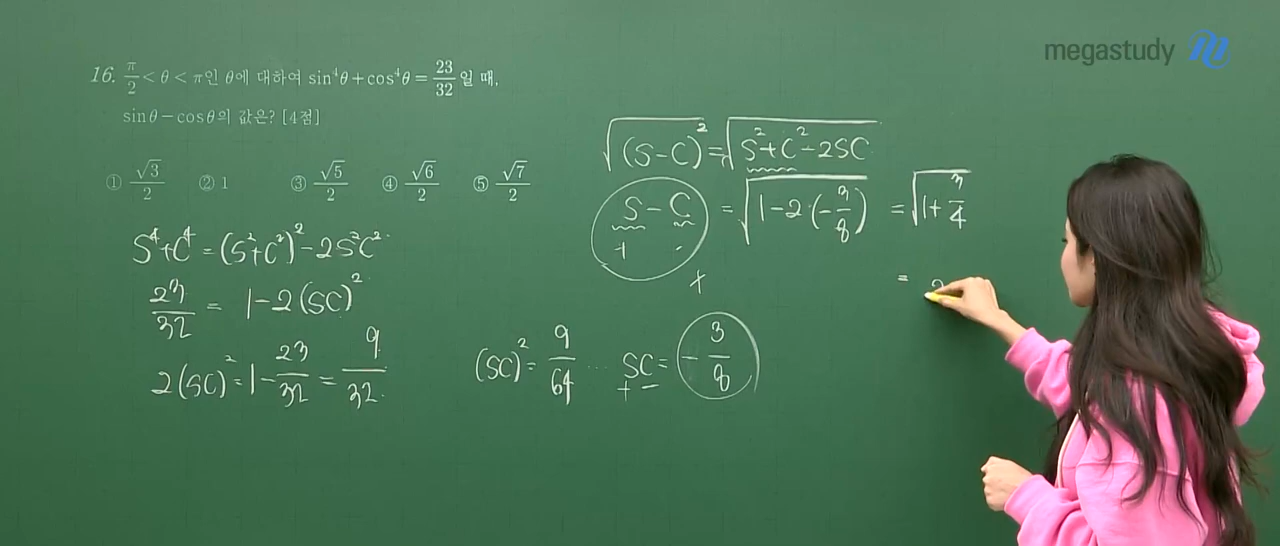 megastudy
16. π/2 < θ < π인 θ에 대하여 sin⁴θ + cos⁴θ = 23/32 일 때,
sinθ − cosθ의 값은? [4점]
① √3/2 ② 1 ③ √5/2 ④ √6/2 ⑤ √7/2
S⁴+C⁴ = (S²+C²)² − 2S²C²
23/32 = 1 − 2(SC)²
2(SC)² = 1 − 23/32 = 9/32
(SC)² = 9/64 ... SC = − 3/8
+ −
√(S−C)² = √S²+C²−2SC
S − C = √1−2·(−3/8) = √1+3/4
+ -
+
= 2